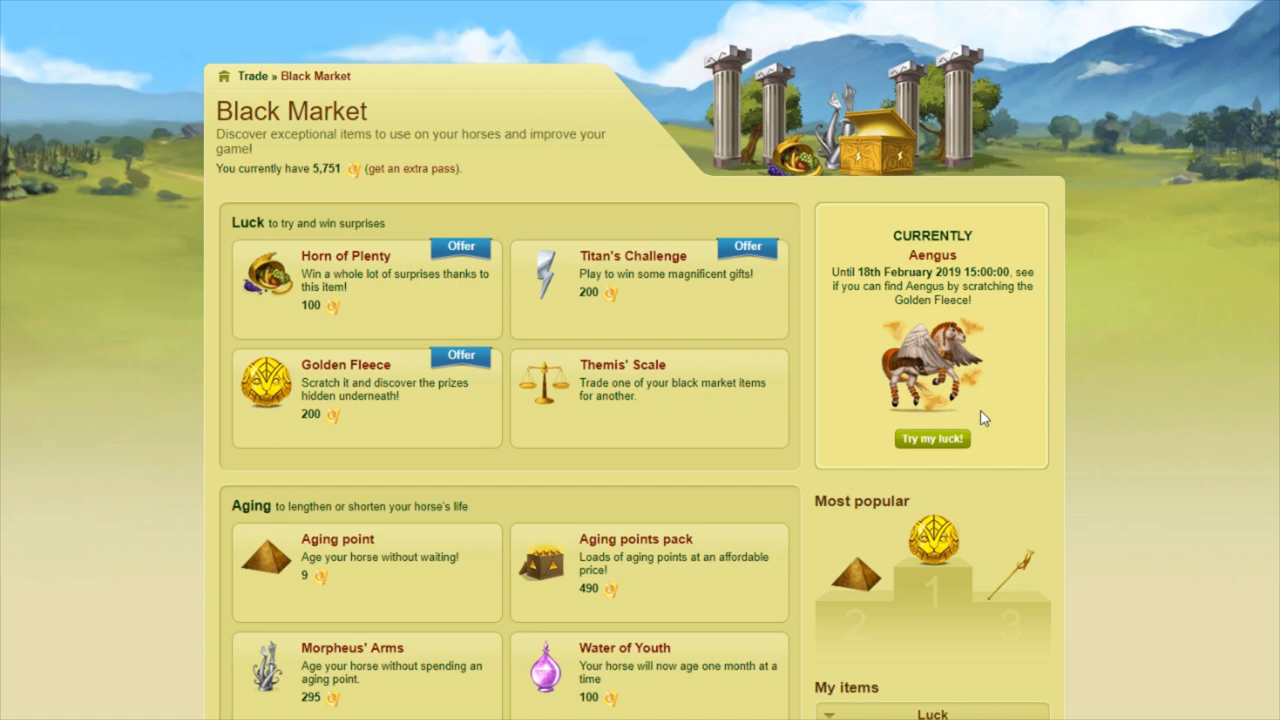 Trade » Black Market
Black Market
Discover exceptional items to use on your horses and improve your
game!
You currently have 5,751 (get an extra pass).
Luck to try and win surprises
Offer
Horn of Plenty
Win a whole lot of surprises thanks to
this item!
100
Offer
Titan's Challenge
Play to win some magnificent gifts!
200
Offer
Golden Fleece
Scratch it and discover the prizes
hidden underneath!
200
Themis' Scale
Trade one of your black market items
for another.
CURRENTLY
Aengus
Until 18th February 2019 15:00:00, see
if you can find Aengus by scratching the
Golden Fleece!
Try my luck!
Aging to lengthen or shorten your horse's life
Aging point
Age your horse without waiting!
9
Aging points pack
Loads of aging points at an affordable
price!
490
Morpheus' Arms
Age your horse without spending an
aging point.
295
Water of Youth
Your horse will now age one month at a
time
100
Most popular
1
2
3
My items
Luck